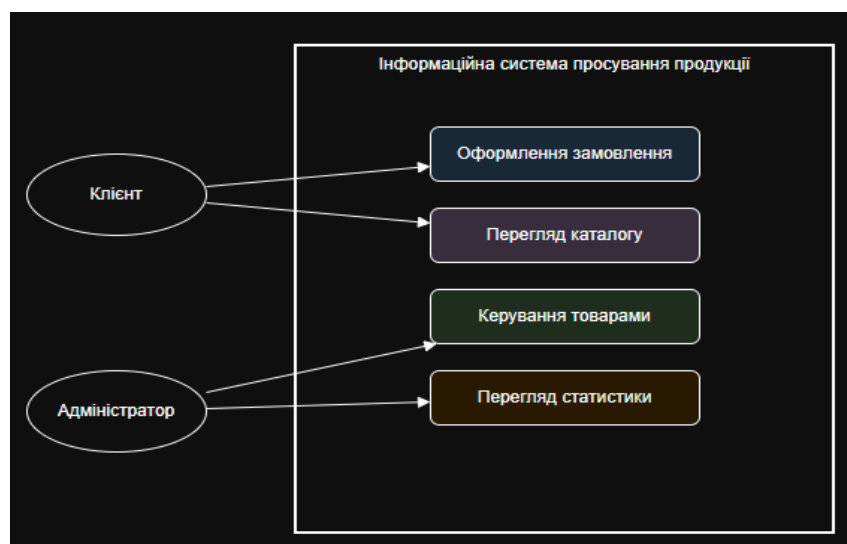 Інформаційна система просування продукції
Оформлення замовлення
Клієнт
Перегляд каталогу
Керування товарами
Перегляд статистики
Адміністратор